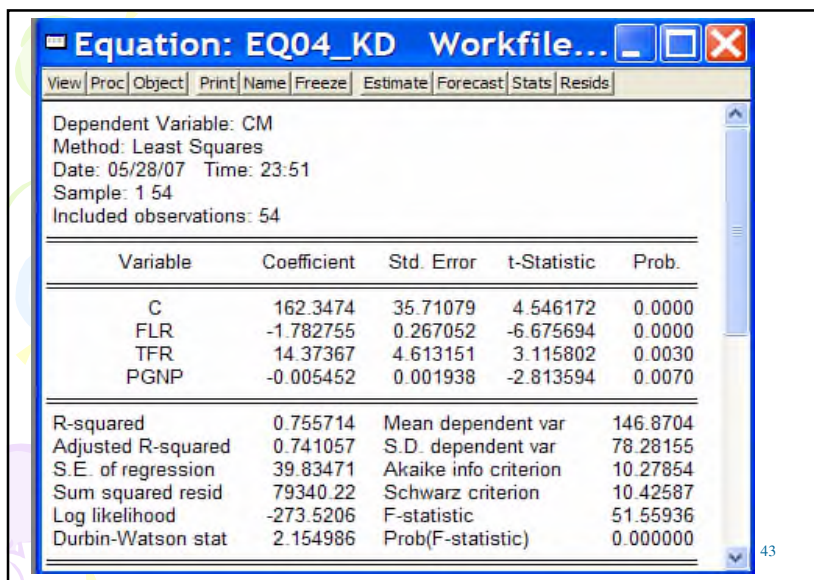 Equation: EQ04_KD Workfile...
View Proc Object Print Name Freeze Estimate Forecast Stats Resids
Dependent Variable: CM
Method: Least Squares
Date: 05/28/07 Time: 23:51
Sample: 1 54
Included observations: 54
Variable Coefficient Std. Error t-Statistic Prob.
C 162.3474 35.71079 4.546172 0.0000
FLR -1.782755 0.267052 -6.675694 0.0000
TFR 14.37367 4.613151 3.115802 0.0030
PGNP -0.005452 0.001938 -2.813594 0.0070
R-squared 0.755714 Mean dependent var 146.8704
Adjusted R-squared 0.741057 S.D. dependent var 78.28155
S.E. of regression 39.83471 Akaike info criterion 10.27854
Sum squared resid 79340.22 Schwarz criterion 10.42587
Log likelihood -273.5206 F-statistic 51.55936
Durbin-Watson stat 2.154986 Prob(F-statistic) 0.000000
43